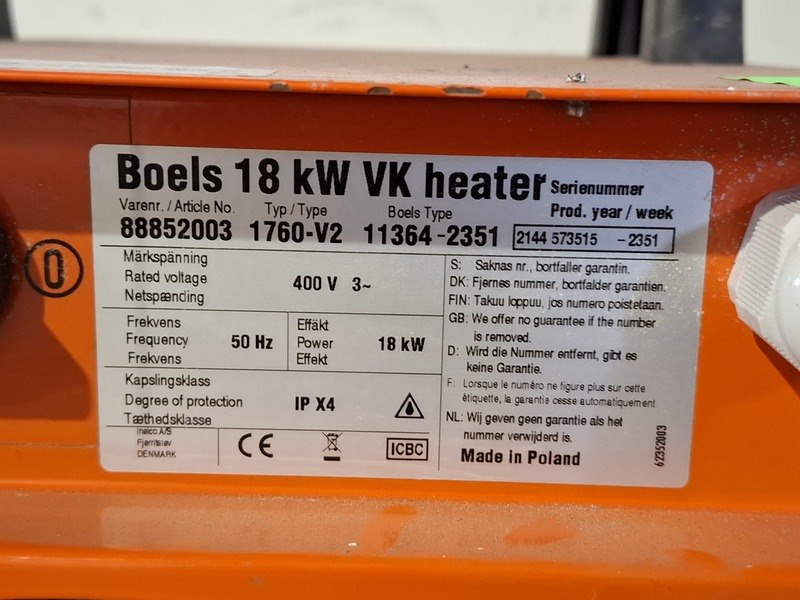 Boels 18 kW VK heater
Serienummer
Varenr. / Article No. Typ / Type Boels Type Prod. year / week
88852003 1760-V2 11364-2351 2144 573515 -2351
0
Märkspänning
Rated voltage 400 V 3~
Netspænding
Frekvens
Frequency 50 Hz
Frekvens
Effäkt
Power 18 kW
Effekt
Kapslingsklass
Degree of protection IP X4
Tæthedsklasse
Inelco A/S
Fjerritslev
DENMARK
CE
ICBC
S: Saknas nr., bortfaller garantin.
DK: Fjernes nummer, bortfalder garantien.
FIN: Takuu loppuu, jos numero poistetaan.
GB: We offer no guarantee if the number
is removed.
D: Wird die Nummer entfernt, gibt es
keine Garantie.
F: Lorsque le numéro ne figure plus sur cette
étiquette, la garantie cesse automatiquement
NL: Wij geven geen garantie als het
nummer verwijderd is.
Made in Poland
62352003